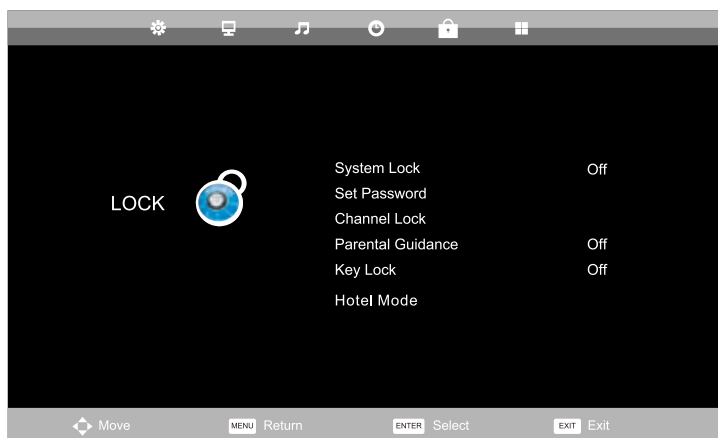 LOCK
System Lock Off
Set Password
Channel Lock
Parental Guidance Off
Key Lock Off
Hotel Mode
Move MENU Return ENTER Select EXIT Exit